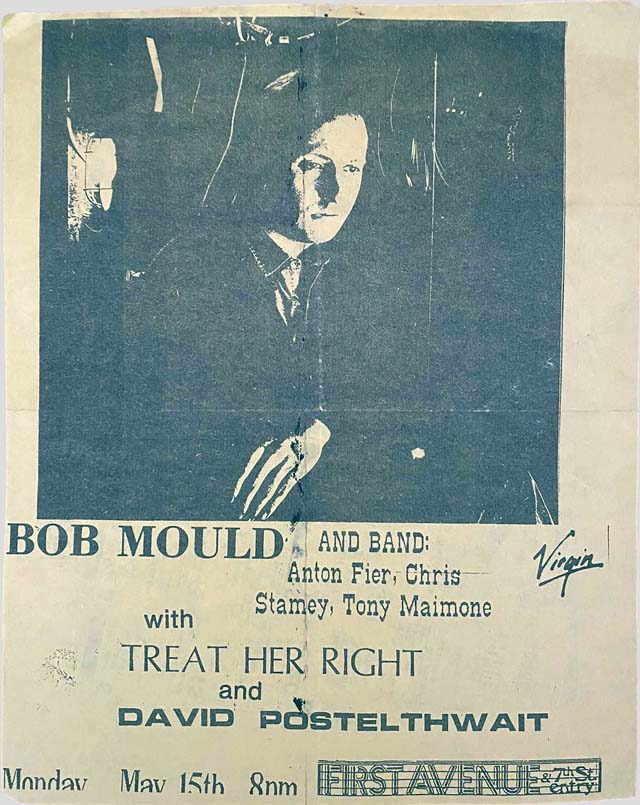 BOB MOULD AND BAND:
Anton Fier, Chris
Stamey, Tony Maimone
Virgin
with
TREAT HER RIGHT
and
DAVID POSTELTHWAIT
Monday May 15th 8pm FIRST AVENUE & 7th St. entry